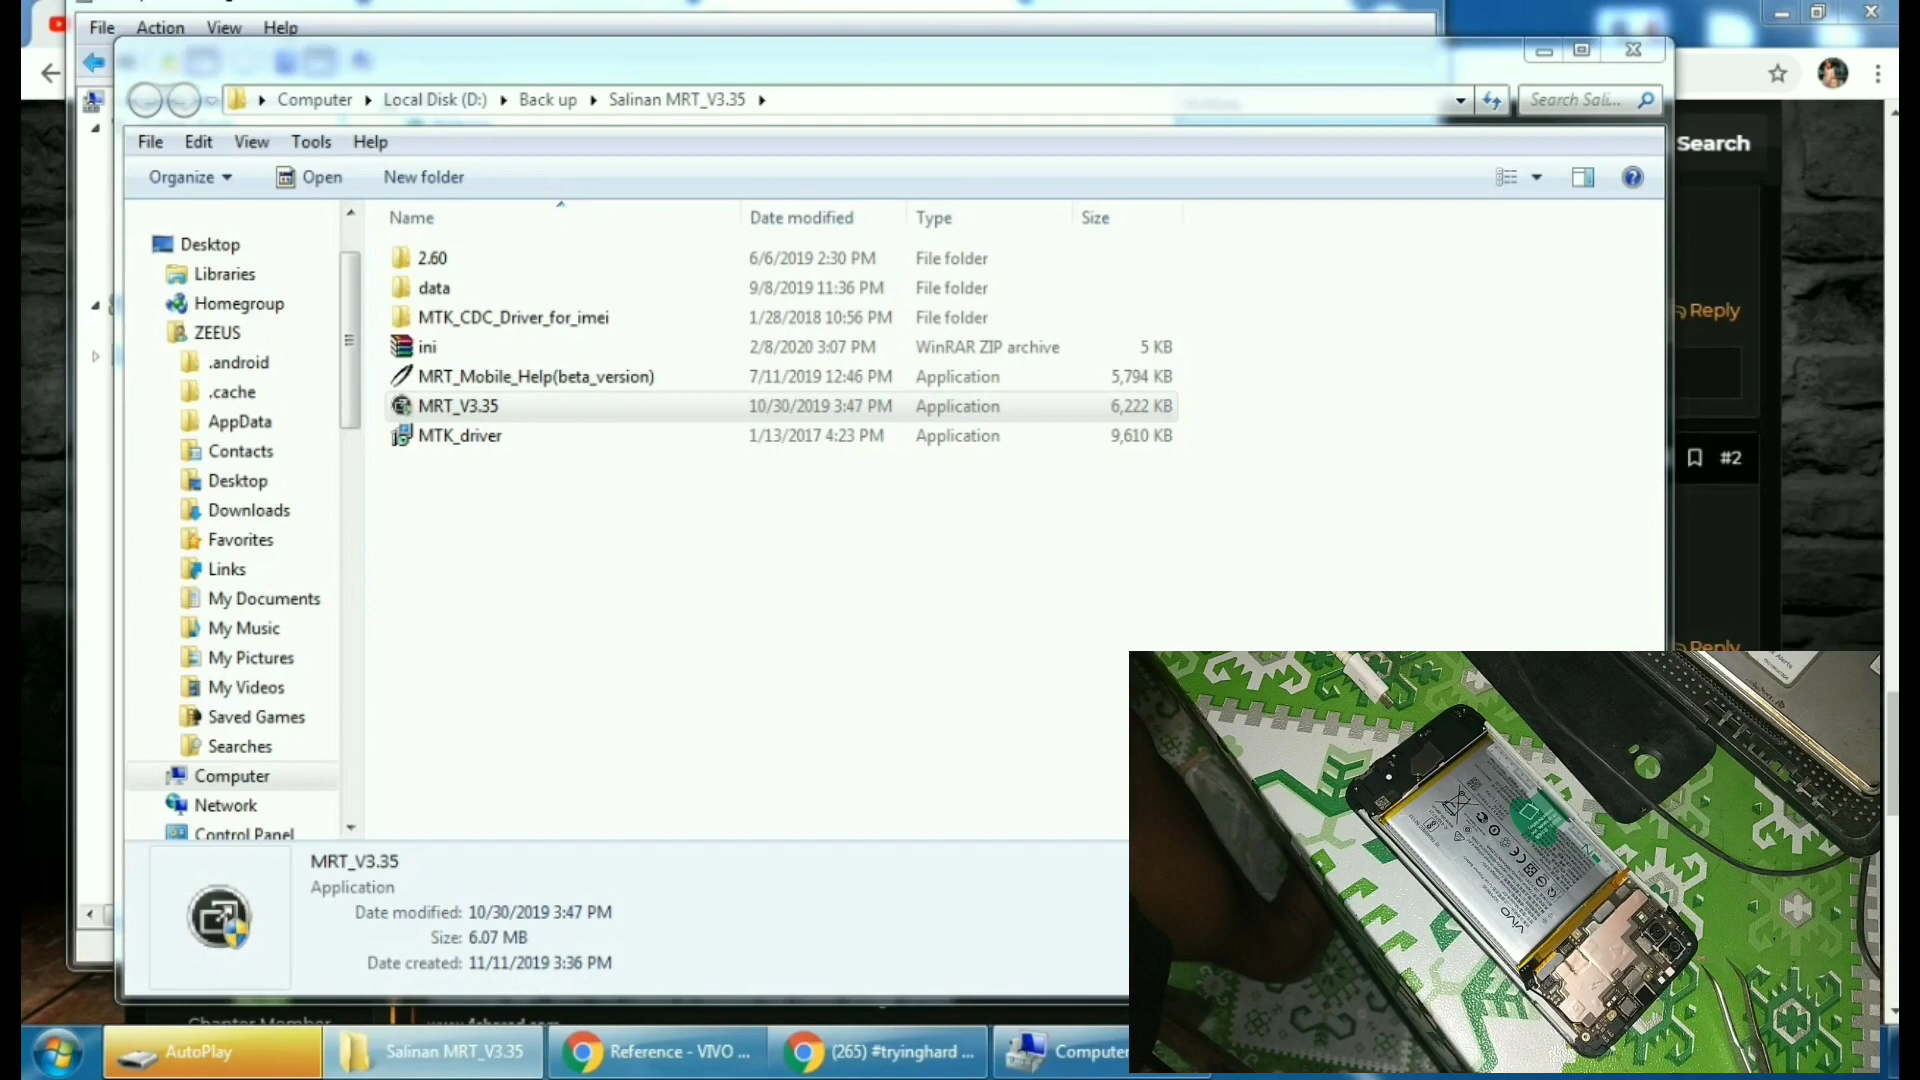 File Action View Help
Computer Local Disk (D:) Back up Salinan MRT_V3.35
Search Sali...
File Edit View Tools Help
Search
Organize Open New folder
Name Date modified Type Size
Desktop
Libraries
Homegroup
ZEEUS
.android
.cache
AppData
Contacts
Desktop
Downloads
Favorites
Links
My Documents
My Music
My Pictures
My Videos
Saved Games
Searches
Computer
Network
Control Panel
2.60 6/6/2019 2:30 PM File folder
data 9/8/2019 11:36 PM File folder
MTK_CDC_Driver_for_imei 1/28/2018 10:56 PM File folder
ini 2/8/2020 3:07 PM WinRAR ZIP archive 5 KB
MRT_Mobile_Help(beta_version) 7/11/2019 12:46 PM Application 5,794 KB
MRT_V3.35 10/30/2019 3:47 PM Application 6,222 KB
MTK_driver 1/13/2017 4:23 PM Application 9,610 KB
Reply
#2
Reply
MRT_V3.35
Application
Date modified: 10/30/2019 3:47 PM
Size: 6.07 MB
Date created: 11/11/2019 3:36 PM
vivo
Chapter Member
AutoPlay
Salinan MRT_V3.35
Reference - VIVO ...
(265) #tryinghard ...
Computer